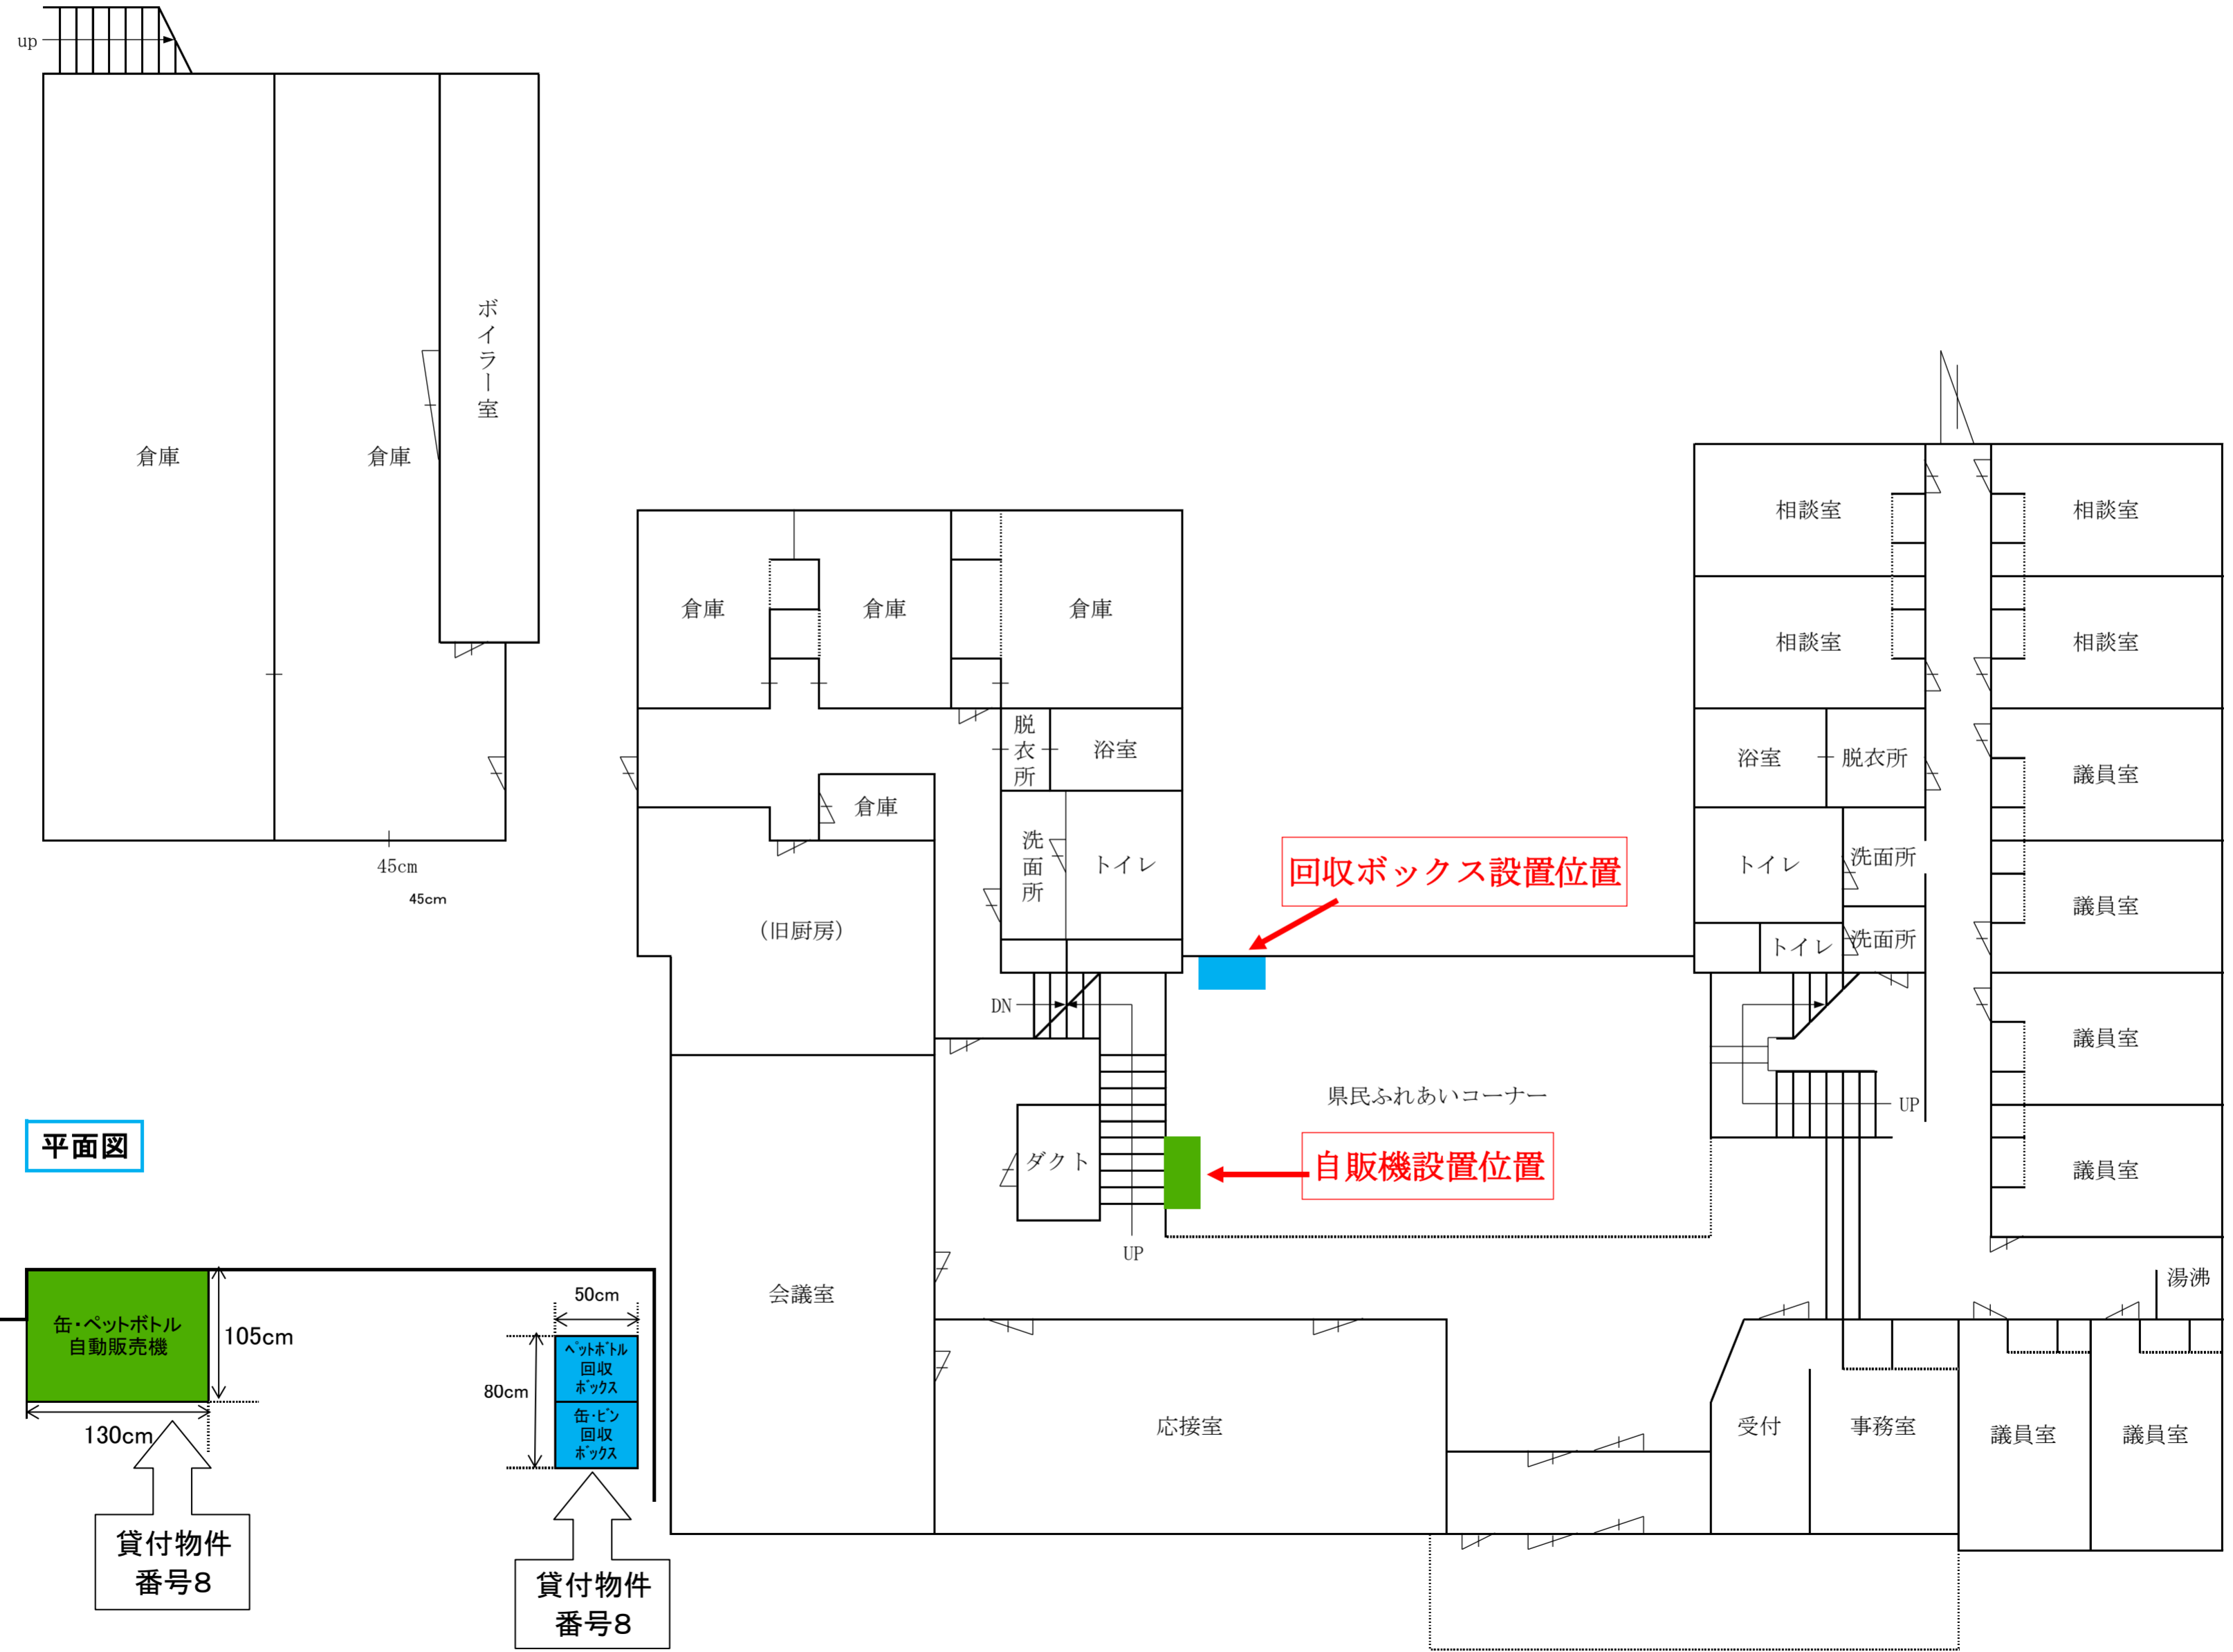 up
ボイラー室
倉庫
倉庫
45cm
45cm
倉庫
倉庫
倉庫
脱衣所
浴室
倉庫
洗面所
トイレ
(旧厨房)
DN
回収ボックス設置位置
県民ふれあいコーナー
自販機設置位置
ダクト
UP
会議室
応接室
相談室
相談室
相談室
相談室
浴室
脱衣所
議員室
トイレ
洗面所
議員室
トイレ
洗面所
議員室
UP
議員室
湯沸
受付
事務室
議員室
議員室
平面図
缶・ペットボトル
自動販売機
105cm
130cm
貸付物件
番号8
50cm
80cm
ペットボトル
回収
ボックス
缶・ビン
回収
ボックス
貸付物件
番号8